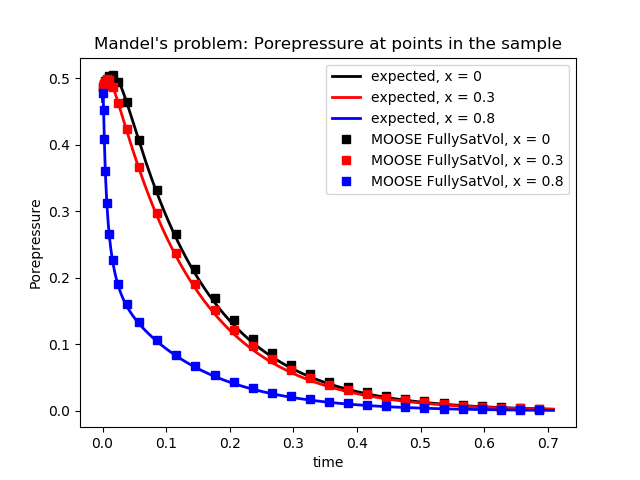 Mandel's problem: Porepressure at points in the sample
expected, x = 0
expected, x = 0.3
expected, x = 0.8
MOOSE FullySatVol, x = 0
MOOSE FullySatVol, x = 0.3
MOOSE FullySatVol, x = 0.8
Porepressure
0.5
0.4
0.3
0.2
0.1
0.0
0.0 0.1 0.2 0.3 0.4 0.5 0.6 0.7
time